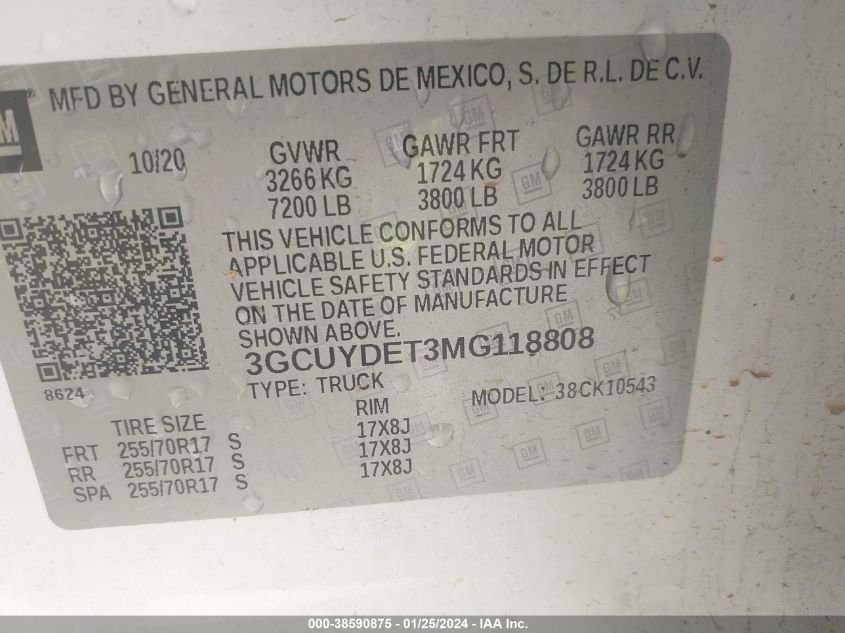 GM
MFD BY GENERAL MOTORS DE MEXICO, S. DE R.L. DE C.V.
10/20 GVWR GAWR FRT GAWR RR
3266 KG 1724 KG 1724 KG
7200 LB 3800 LB 3800 LB
THIS VEHICLE CONFORMS TO ALL
APPLICABLE U.S. FEDERAL MOTOR
VEHICLE SAFETY STANDARDS IN EFFECT
ON THE DATE OF MANUFACTURE
SHOWN ABOVE.
3GCUYDET3MG118808
8624 TYPE: TRUCK MODEL: 38CK10543
TIRE SIZE RIM
FRT 255/70R17 S 17X8J
RR 255/70R17 S 17X8J
SPA 255/70R17 S 17X8J
000-38590875 - 01/25/2024 - IAAI Inc.